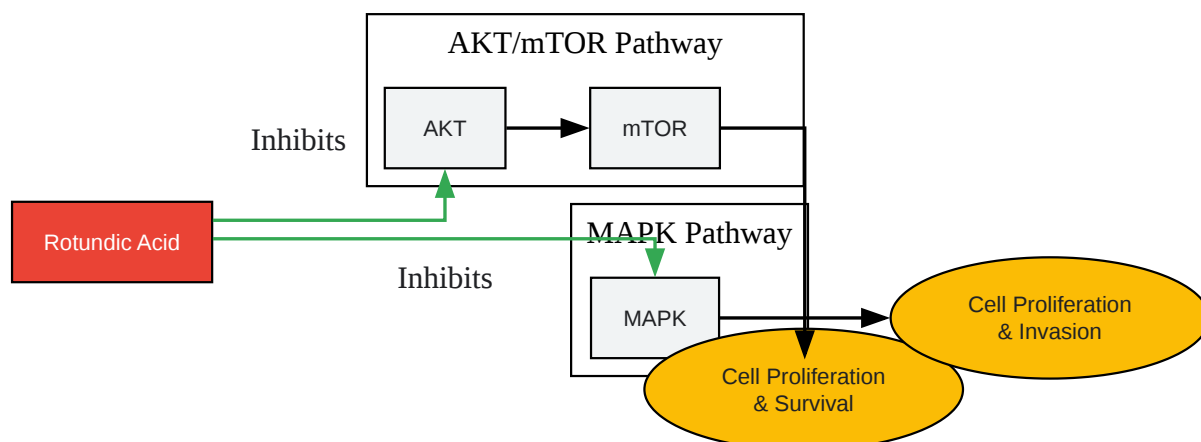 AKT/mTOR Pathway
AKT
mTOR
Inhibits
Rotundic Acid
MAPK Pathway
Inhibits
MAPK
Cell Proliferation
& Invasion
Cell Proliferation
& Survival